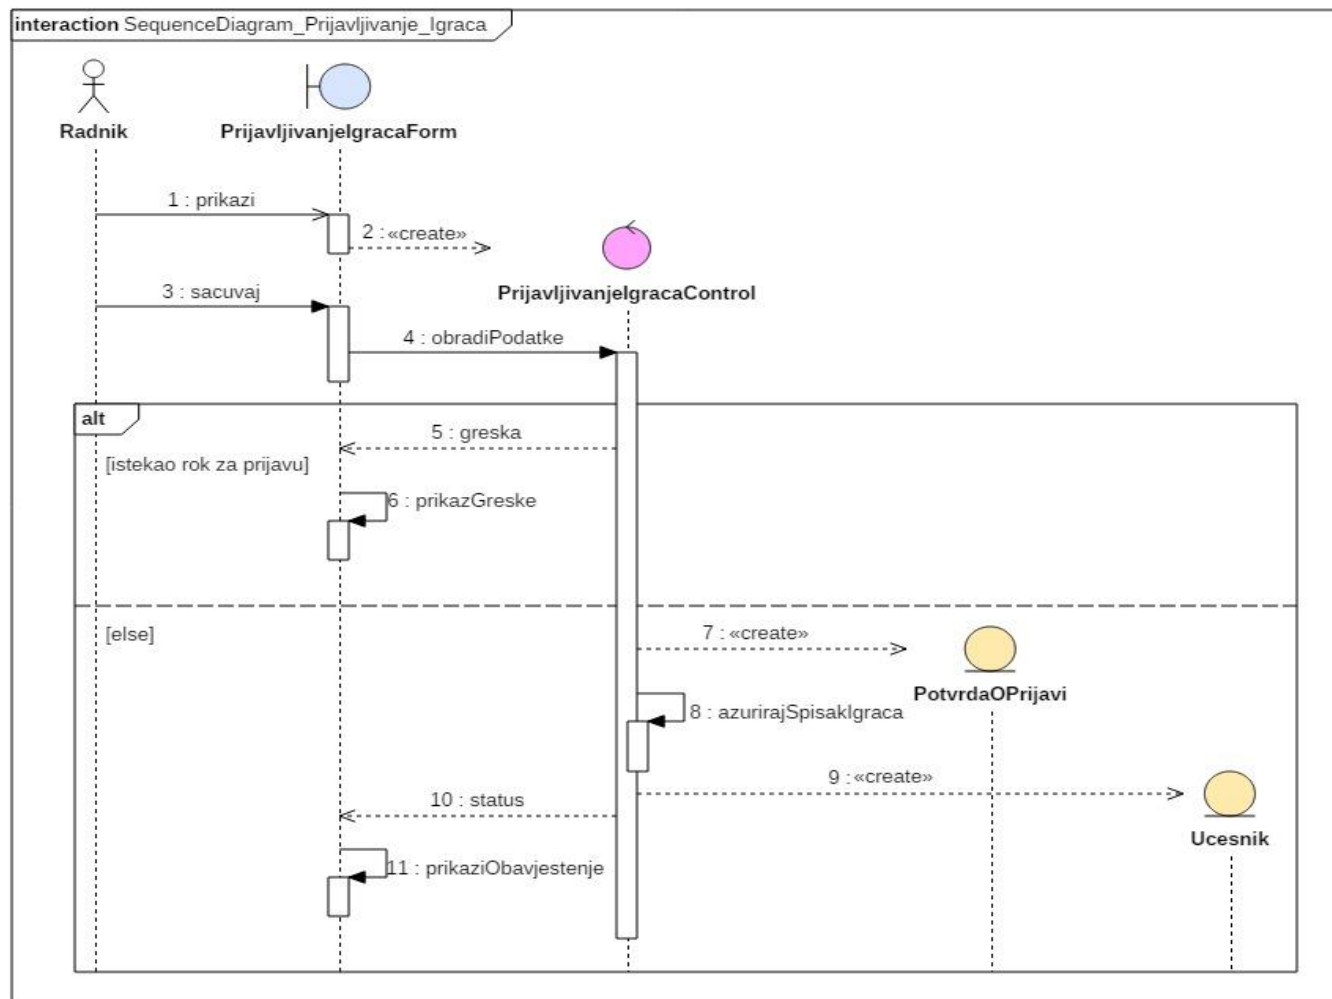 interaction SequenceDiagram_Prijavljivanje_Igraca
Radnik
PrijavljivanjeIgracaForm
1 : prikazi
2 : «create»
PrijavljivanjeIgracaControl
3 : sacuvaj
4 : obradiPodatke
alt
5 : greska
[istekao rok za prijavu]
6 : prikazGreske
[else]
7 : «create»
PotvrdaOPrijavi
8 : azurirajSpisakIgraca
9 : «create»
10 : status
Ucesnik
11 : prikaziObavjestenje